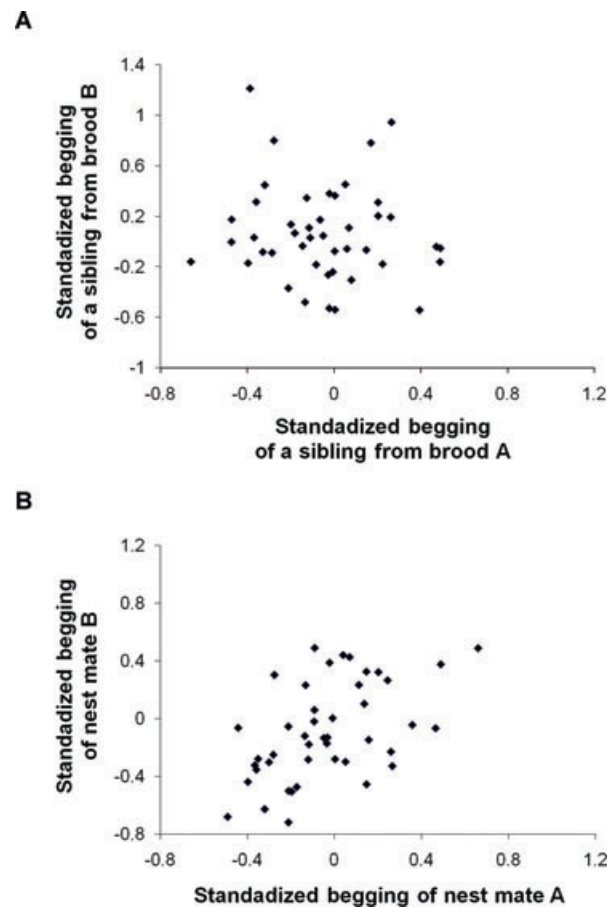 A
1.4
1
0.6
0.2
-0.2
-0.6
-1
Standadized begging
of a sibling from brood B
-0.8 -0.4 0 0.4 0.8 1.2
Standadized begging
of a sibling from brood A
B
1.2
0.8
0.4
0
-0.4
-0.8
Standadized begging
of nest mate B
-0.8 -0.4 0 0.4 0.8 1.2
Standadized begging of nest mate A